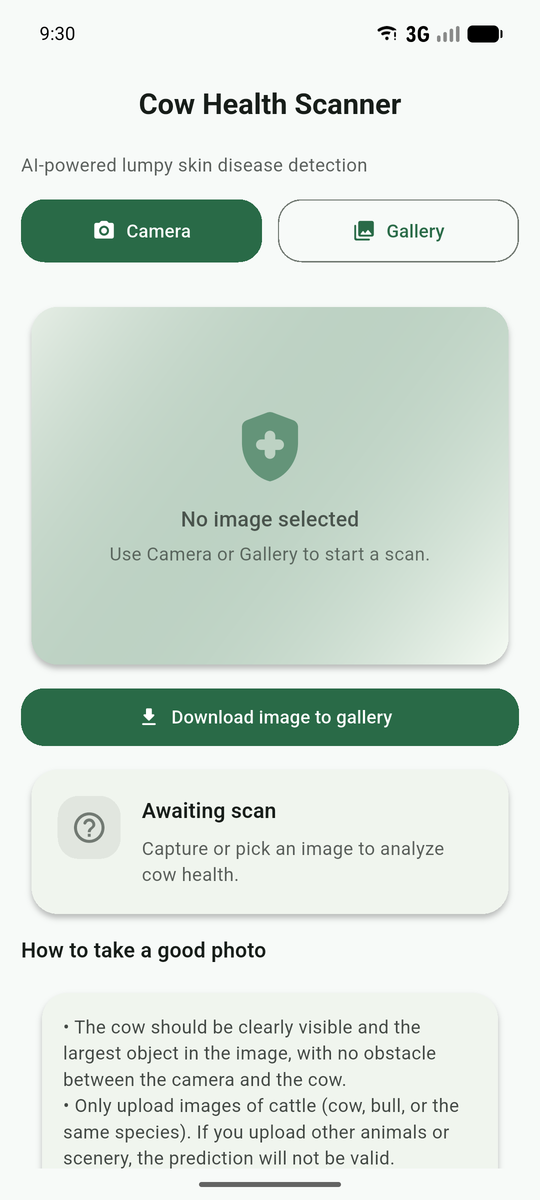 9:30
3G
Cow Health Scanner
AI-powered lumpy skin disease detection
Camera
Gallery
No image selected
Use Camera or Gallery to start a scan.
Download image to gallery
Awaiting scan
Capture or pick an image to analyze
cow health.
How to take a good photo
• The cow should be clearly visible and the
largest object in the image, with no obstacle
between the camera and the cow.
• Only upload images of cattle (cow, bull, or the
same species). If you upload other animals or
scenery, the prediction will not be valid.